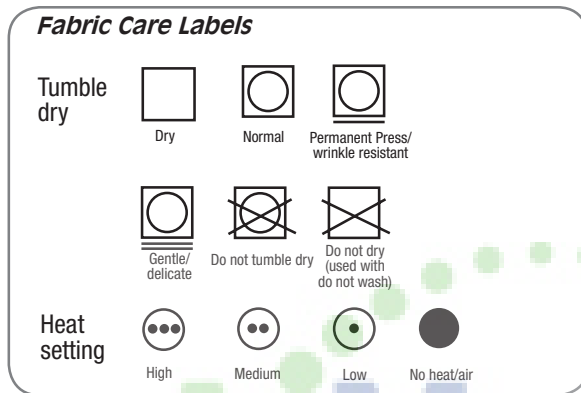 Fabric Care Labels
Tumble
dry
Dry
Normal
Permanent Press/
wrinkle resistant
Gentle/
delicate
Do not tumble dry
Do not dry
(used with
do not wash)
Heat
setting
High
Medium
Low
No heat/air